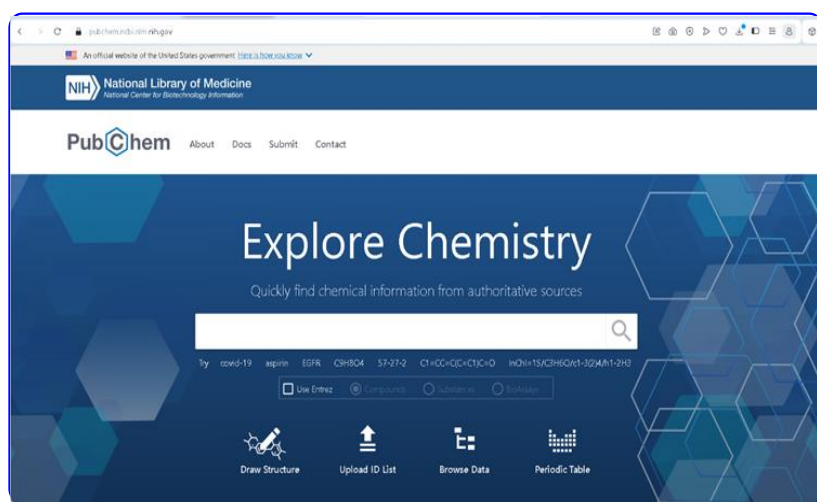 pubchem.ncbi.nlm.nih.gov
An official website of the United States government Here is how you know
NIH National Library of Medicine
National Center for Biotechnology Information
PubChem About Docs Submit Contact
Explore Chemistry
Quickly find chemical information from authoritative sources
Try covid-19 aspirin EGFR C9H8O4 57-27-2 C1=CC=C(C=C1)C=O InChI=1S/C3H6O/c1-3(2)4/h1-2H3
Use Entrez Compounds Substances BioAssays
Draw Structure Upload ID List Browse Data Periodic Table